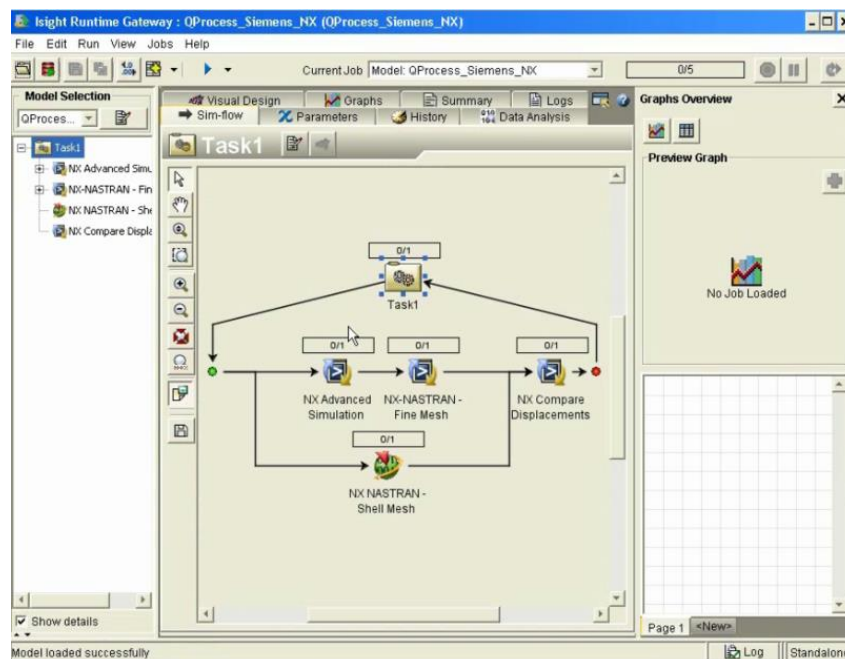 Isight Runtime Gateway : QProcess_Siemens_NX (QProcess_Siemens_NX)
File Edit Run View Jobs Help
Current Job Model: QProcess_Siemens_NX 0/5
Model Selection
QProces...
Task1
NX Advanced Simu
NX-NASTRAN - Fin
NX NASTRAN - She
NX Compare Displa
Show details
Visual Design Graphs Summary Logs
Sim-flow Parameters History Data Analysis
Task1
0/1
Task1
0/1 0/1 0/1
NX Advanced Simulation
NX-NASTRAN - Fine Mesh
NX Compare Displacements
0/1
NX NASTRAN -
Shell Mesh
Graphs Overview
Preview Graph
No Job Loaded
Page 1 <New>
Model loaded successfully
Log Standalone